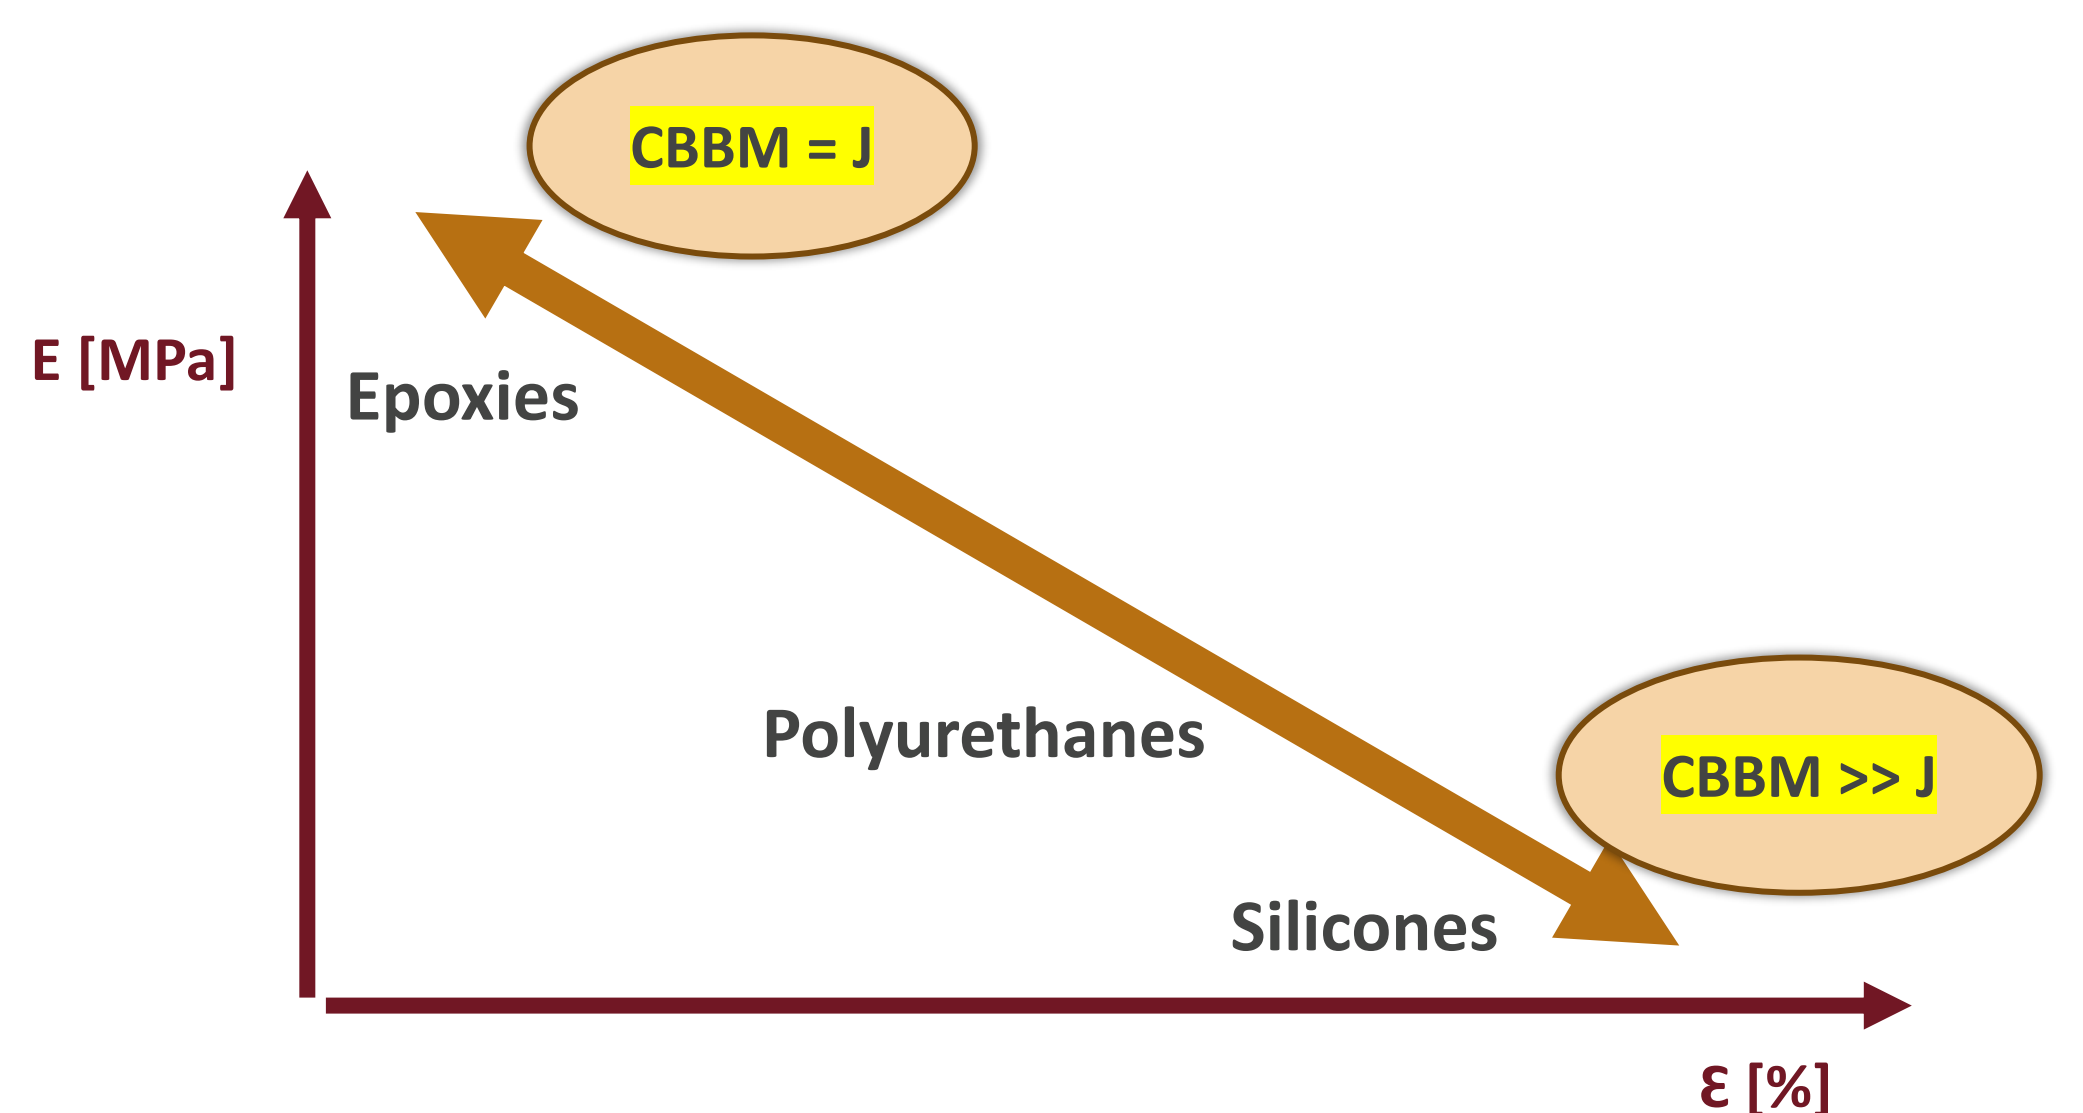 CBBM = J
E [MPa]
Epoxies
Polyurethanes
CBBM >> J
Silicones
Ɛ [%]